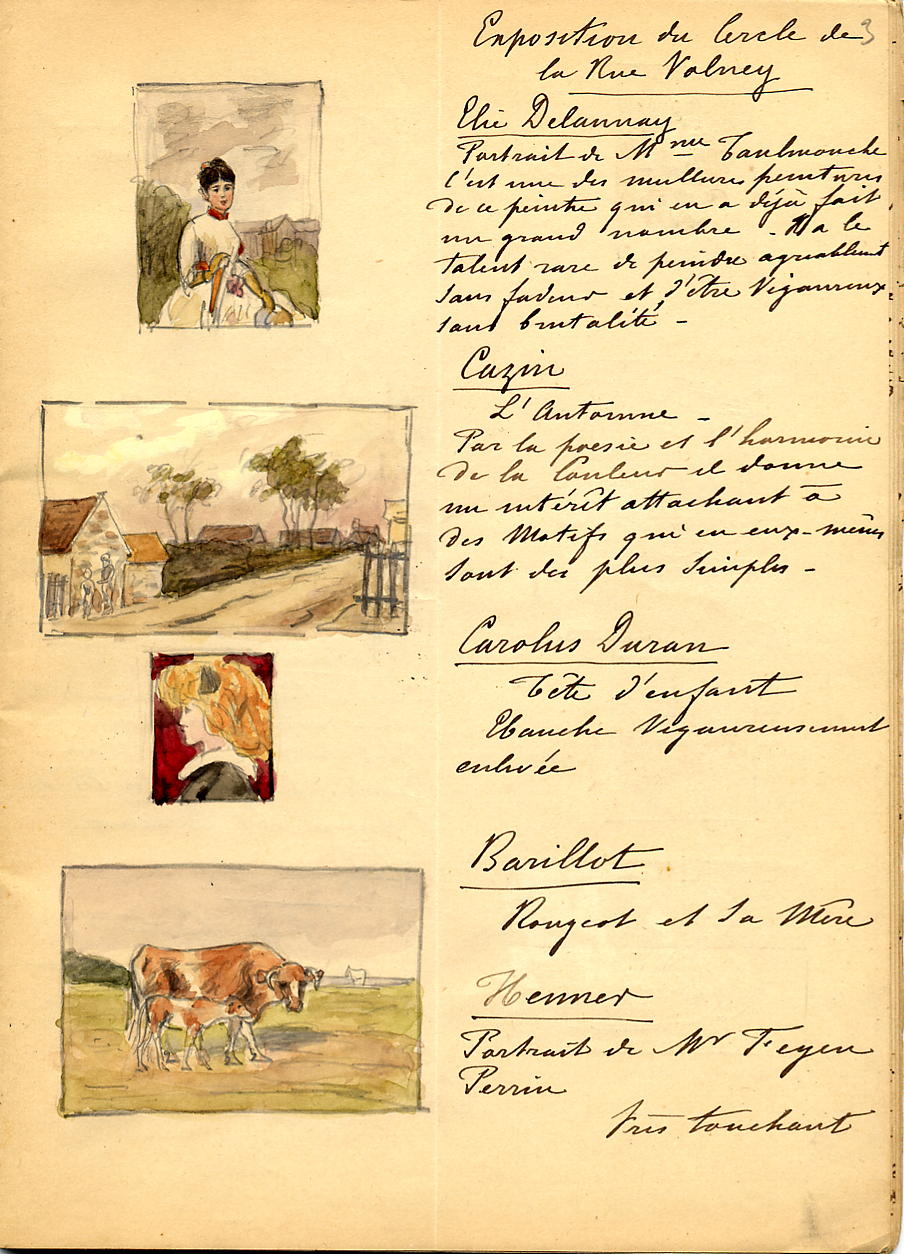 3
Exposition du Cercle de
la Rue Volney
Elie Delaunay
Portrait de Mme Toulmouche
C'est une des meilleures peintures
de ce peintre qui en a déjà fait
un grand nombre - Il a le
talent rare de peindre agréablement
sans fadeur et d'être Vigoureux
sans brutalité -
Cazin
L'Automne -
Par la poesie et l'harmonie
de la Couleur il donne
un intérêt attachant à
des Motifs qui en eux-mêmes
sont des plus simples -
Carolus Duran
Tête d'enfant
Ebauche Vigoureusement
enlevée
Barillot
Rougeot et sa Mère
Henner
Portrait de Mr Feyen
Perrin
très touchant